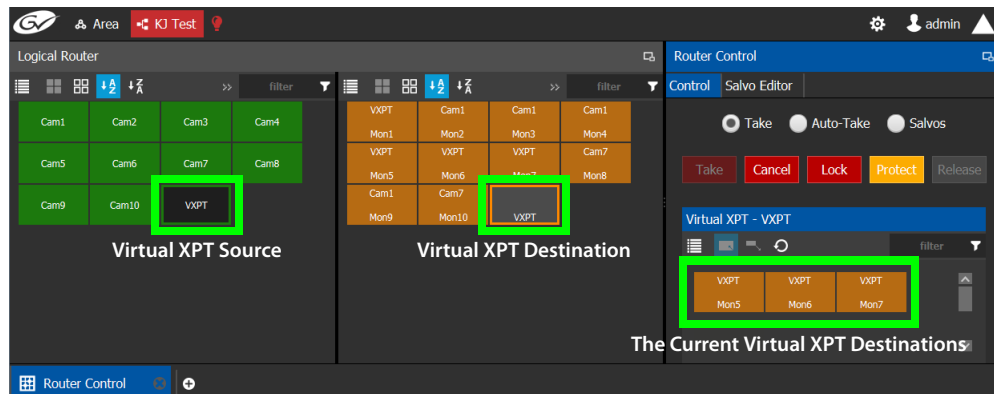 GV Area KJ Test admin
Logical Router
Router Control
A Z Z A >> filter
A Z Z A >> filter
Control Salvo Editor
Cam1 Cam2 Cam3 Cam4
Cam5 Cam6 Cam7 Cam8
Cam9 Cam10 VXPT
Virtual XPT Source
VXPT Cam1 Cam1 Cam1
Mon1 Mon2 Mon3 Mon4
VXPT VXPT VXPT Cam7
Mon5 Mon6 Mon7 Mon8
Cam1 Cam7
Mon9 Mon10 VXPT
Virtual XPT Destination
Take Auto-Take Salvos
Take Cancel Lock Protect Release
Virtual XPT - VXPT
filter
VXPT VXPT VXPT
Mon5 Mon6 Mon7
The Current Virtual XPT Destinations
Router Control